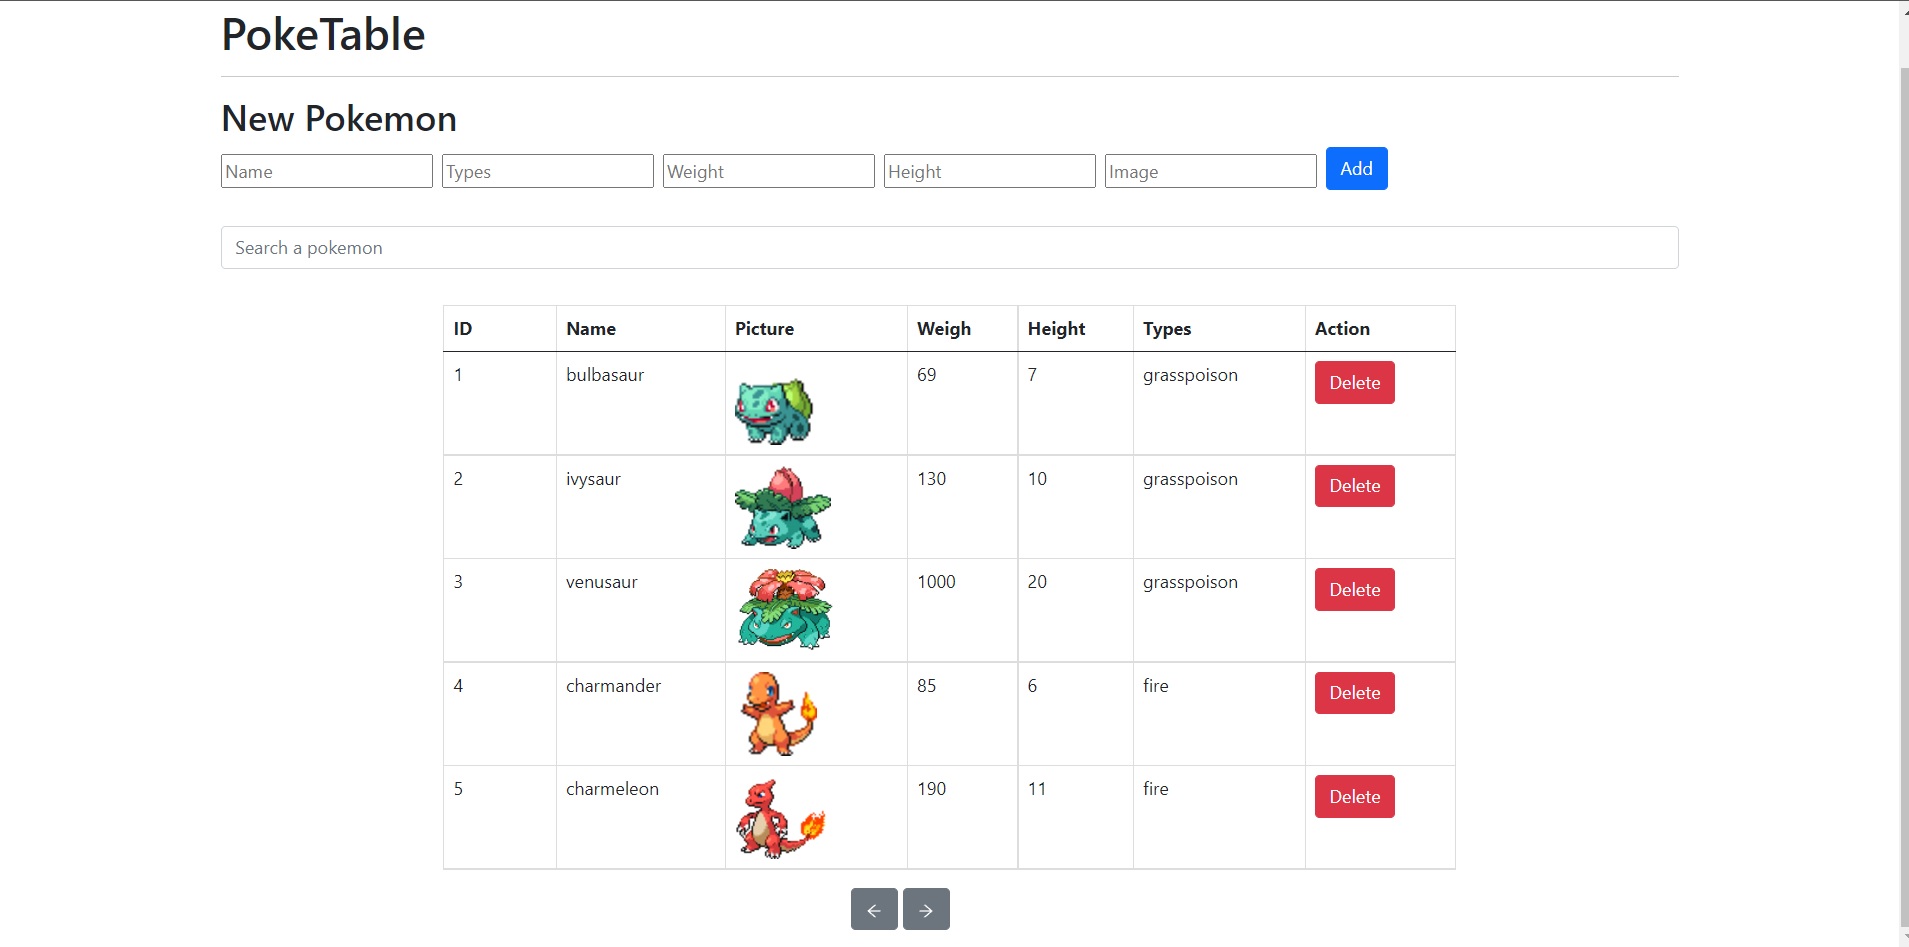 PokeTable
New Pokemon
Name Types Weight Height Image Add
Search a pokemon
ID Name Picture Weigh Height Types Action
1 bulbasaur 69 7 grasspoison Delete
2 ivysaur 130 10 grasspoison Delete
3 venusaur 1000 20 grasspoison Delete
4 charmander 85 6 fire Delete
5 charmeleon 190 11 fire Delete
← →